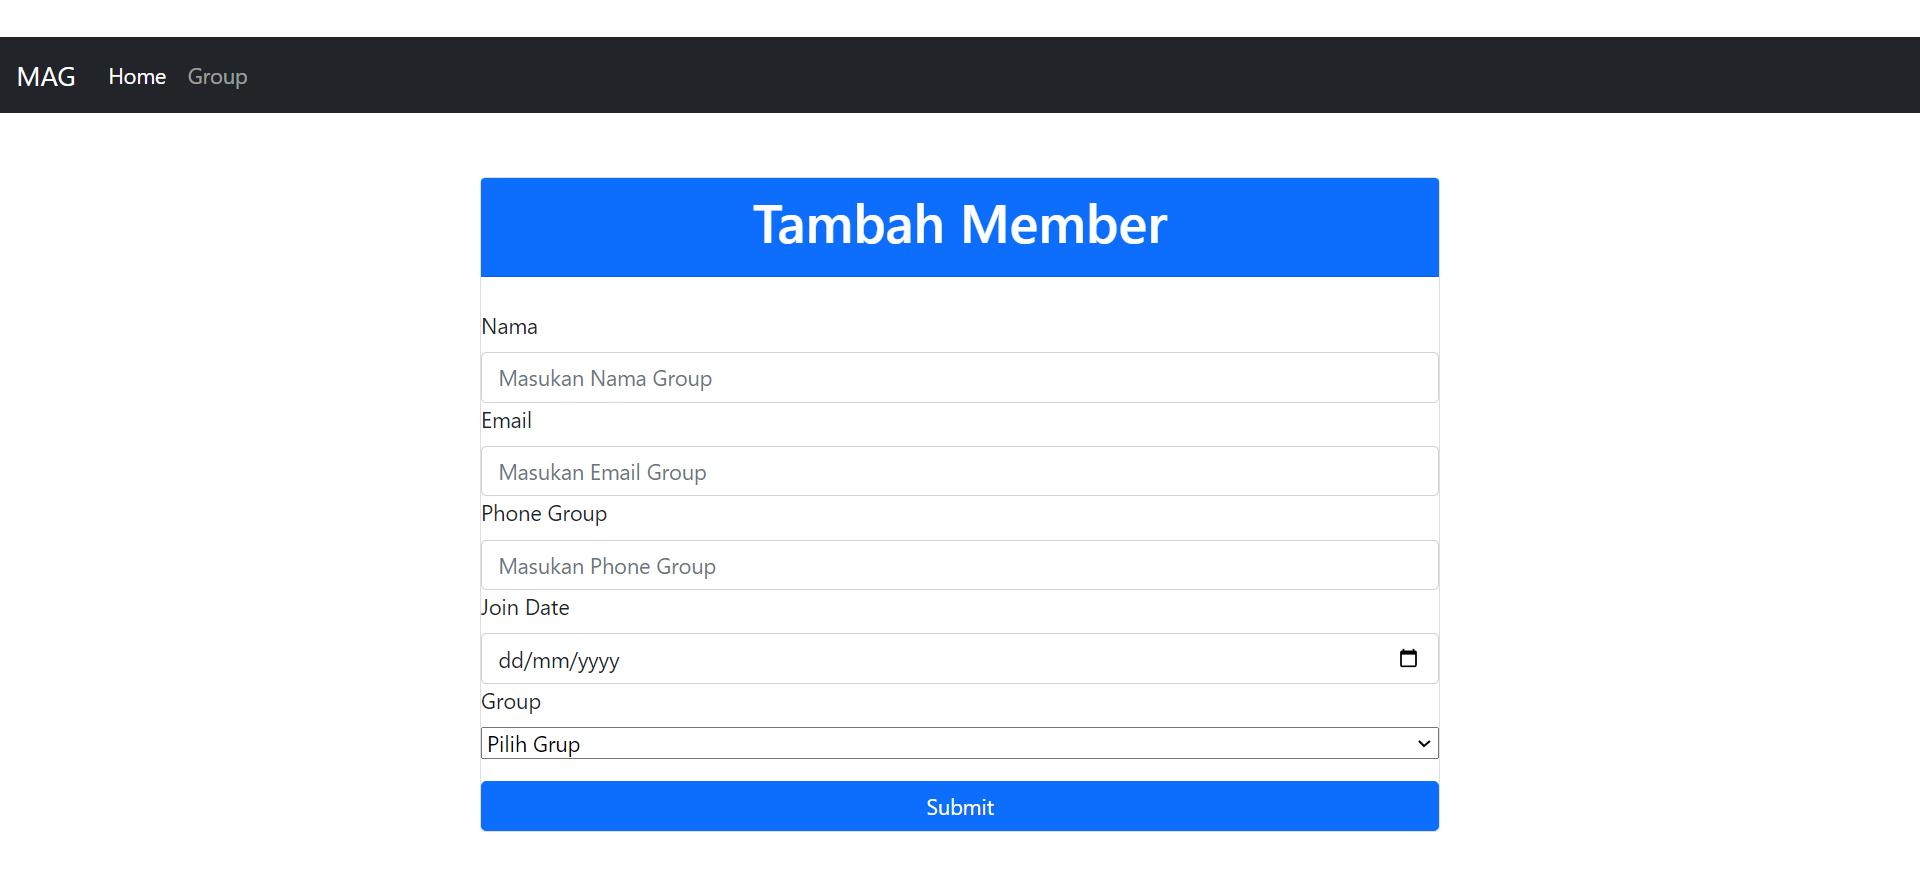 MAG Home Group
Tambah Member
Nama
Masukan Nama Group
Email
Masukan Email Group
Phone Group
Masukan Phone Group
Join Date
dd/mm/yyyy
Group
Pilih Grup
Submit